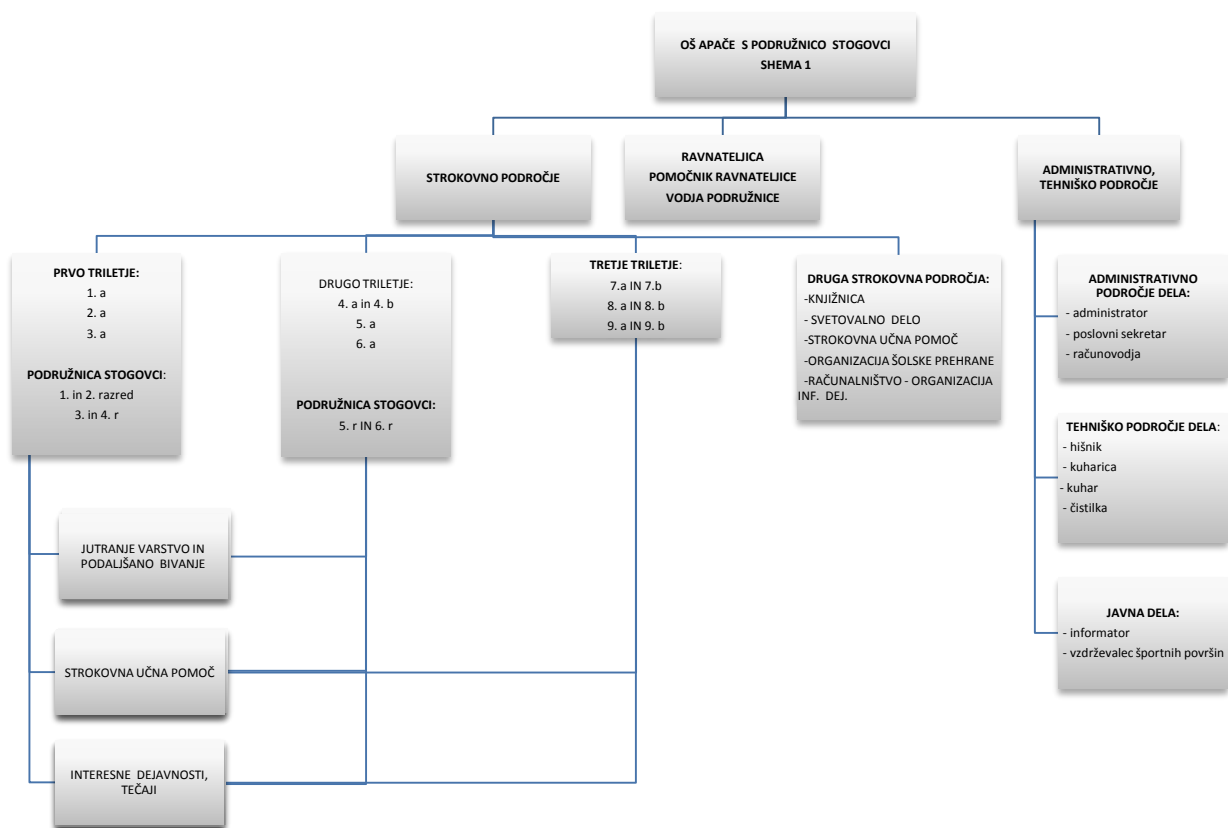 OŠ APAČE S PODRUŽNICO STOGOVCI
SHEMA 1
STROKOVNO PODROČJE
RAVNATELJICA
POMOČNIK RAVNATELJICE
VODJA PODRUŽNICE
ADMINISTRATIVNO,
TEHNIŠKO PODROČJE
PRVO TRILETJE:
1. a
2. a
3. a
PODRUŽNICA STOGOVCI:
1. in 2. razred
3. in 4. r
DRUGO TRILETJE:
4. a in 4. b
5. a
6. a
PODRUŽNICA STOGOVCI:
5. r IN 6. r
TRETJE TRILETJE:
7.a IN 7.b
8. a IN 8. b
9. a IN 9. b
DRUGA STROKOVNA PODROČJA:
-KNJIŽNICA
- SVETOVALNO DELO
-STROKOVNA UČNA POMOČ
-ORGANIZACIJA ŠOLSKE PREHRANE
-RAČUNALNIŠTVO - ORGANIZACIJA
INF. DEJ.
ADMINISTRATIVNO
PODROČJE DELA:
- administrator
- poslovni sekretar
- računovodja
TEHNIŠKO PODROČJE DELA:
- hišnik
- kuharica
- kuhar
- čistilka
JAVNA DELA:
- informator
- vzdrževalec športnih površin
JUTRANJE VARSTVO IN
PODALJŠANO BIVANJE
STROKOVNA UČNA POMOČ
INTERESNE DEJAVNOSTI,
TEČAJI